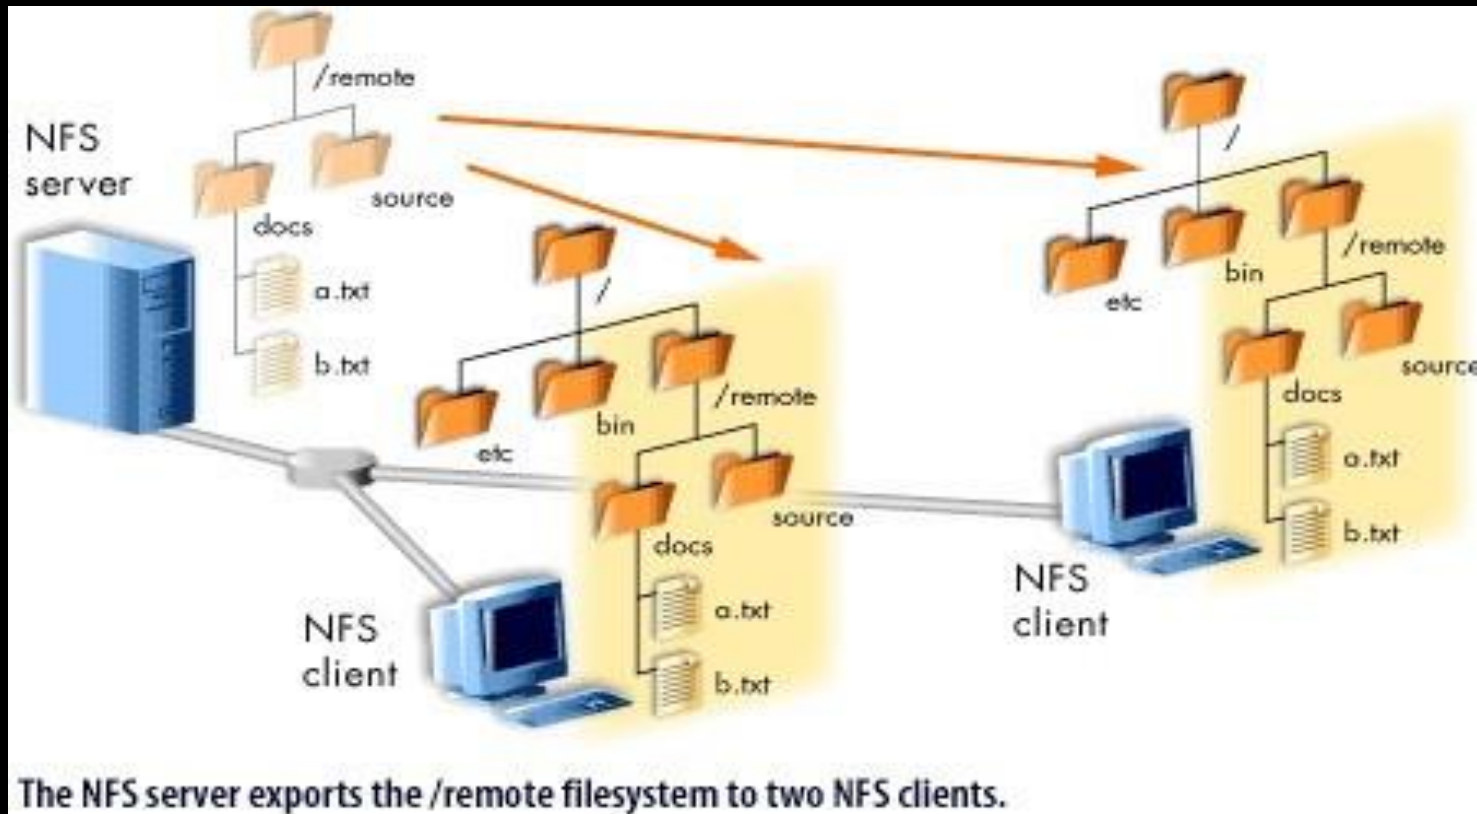 /remote
NFS
server
source
docs
a.txt
b.txt
/
etc
bin
/remote
source
docs
a.txt
b.txt
NFS
client
/
etc
bin
/remote
source
docs
a.txt
b.txt
NFS
client
The NFS server exports the /remote filesystem to two NFS clients.